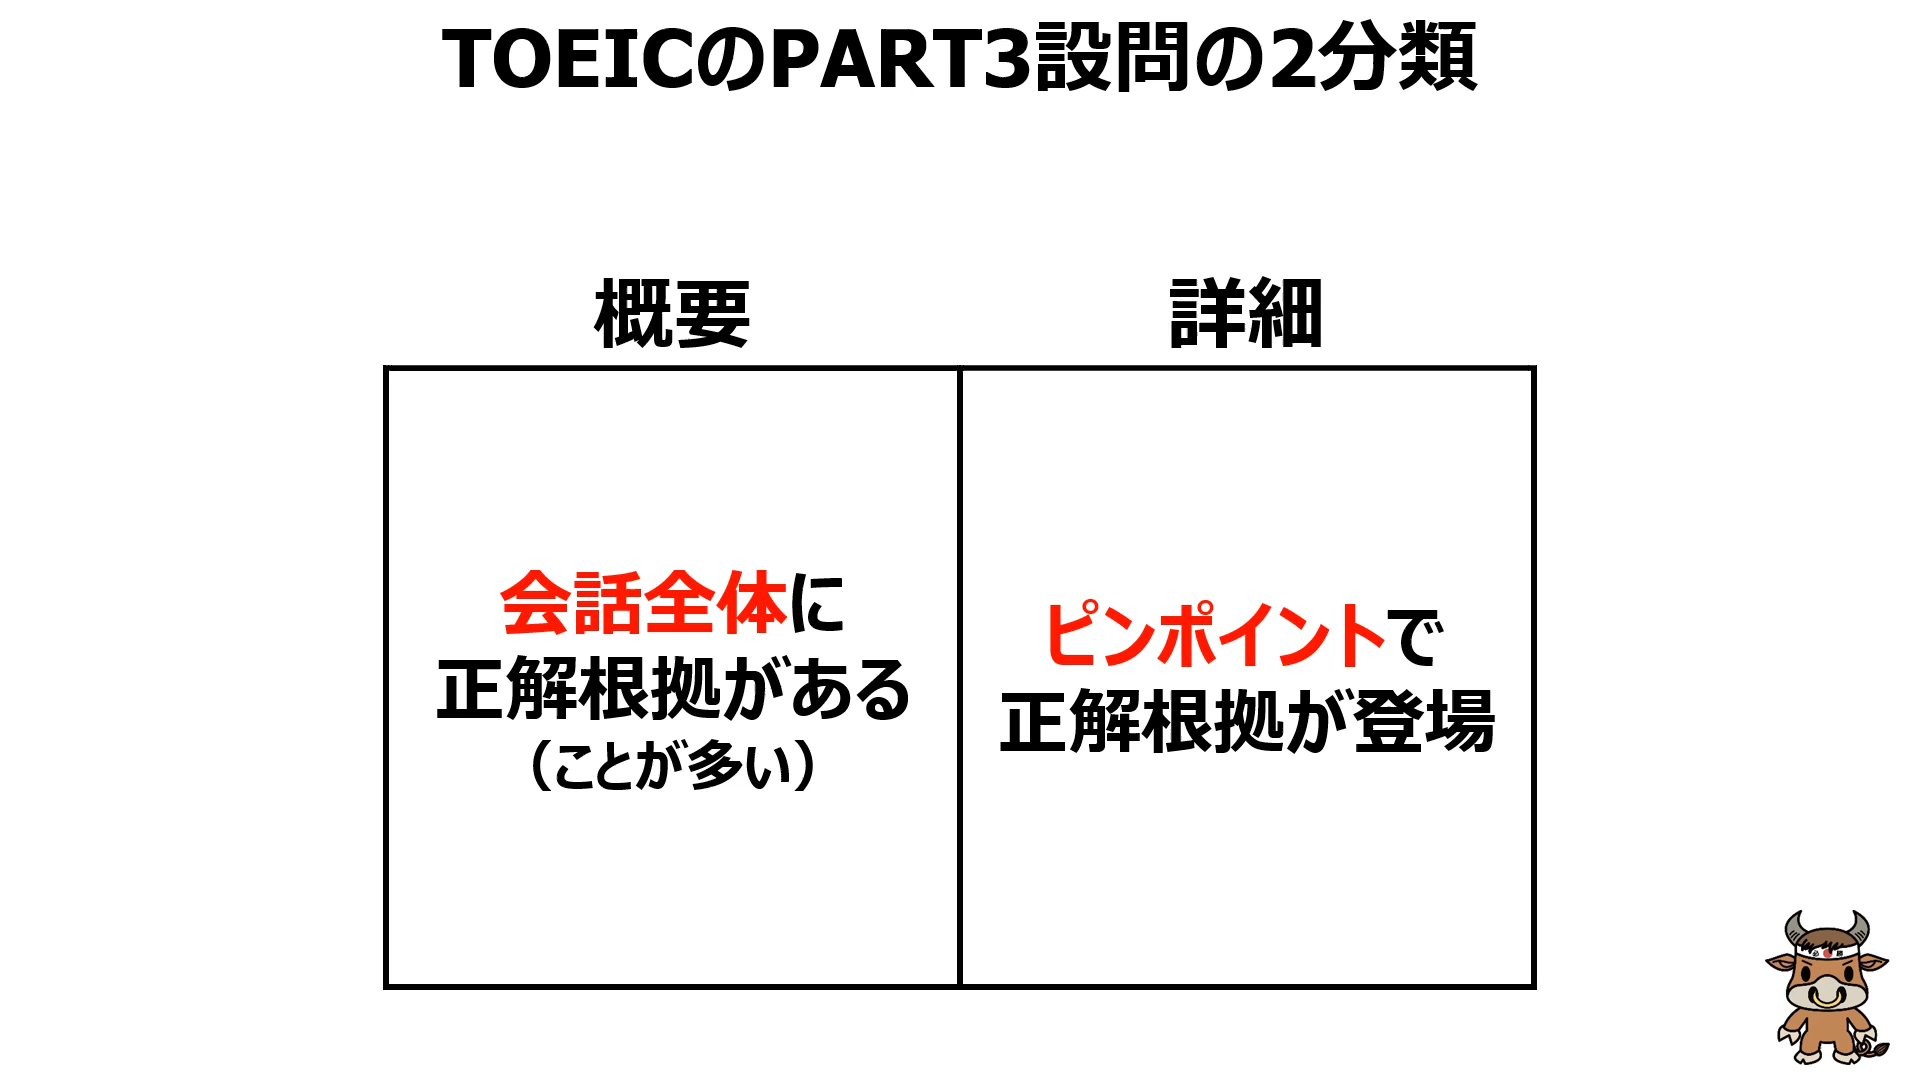 TOEICのPART3設問の2分類
概要
詳細
会話全体に
正解根拠がある
（ことが多い）
ピンポイントで
正解根拠が登場
必勝